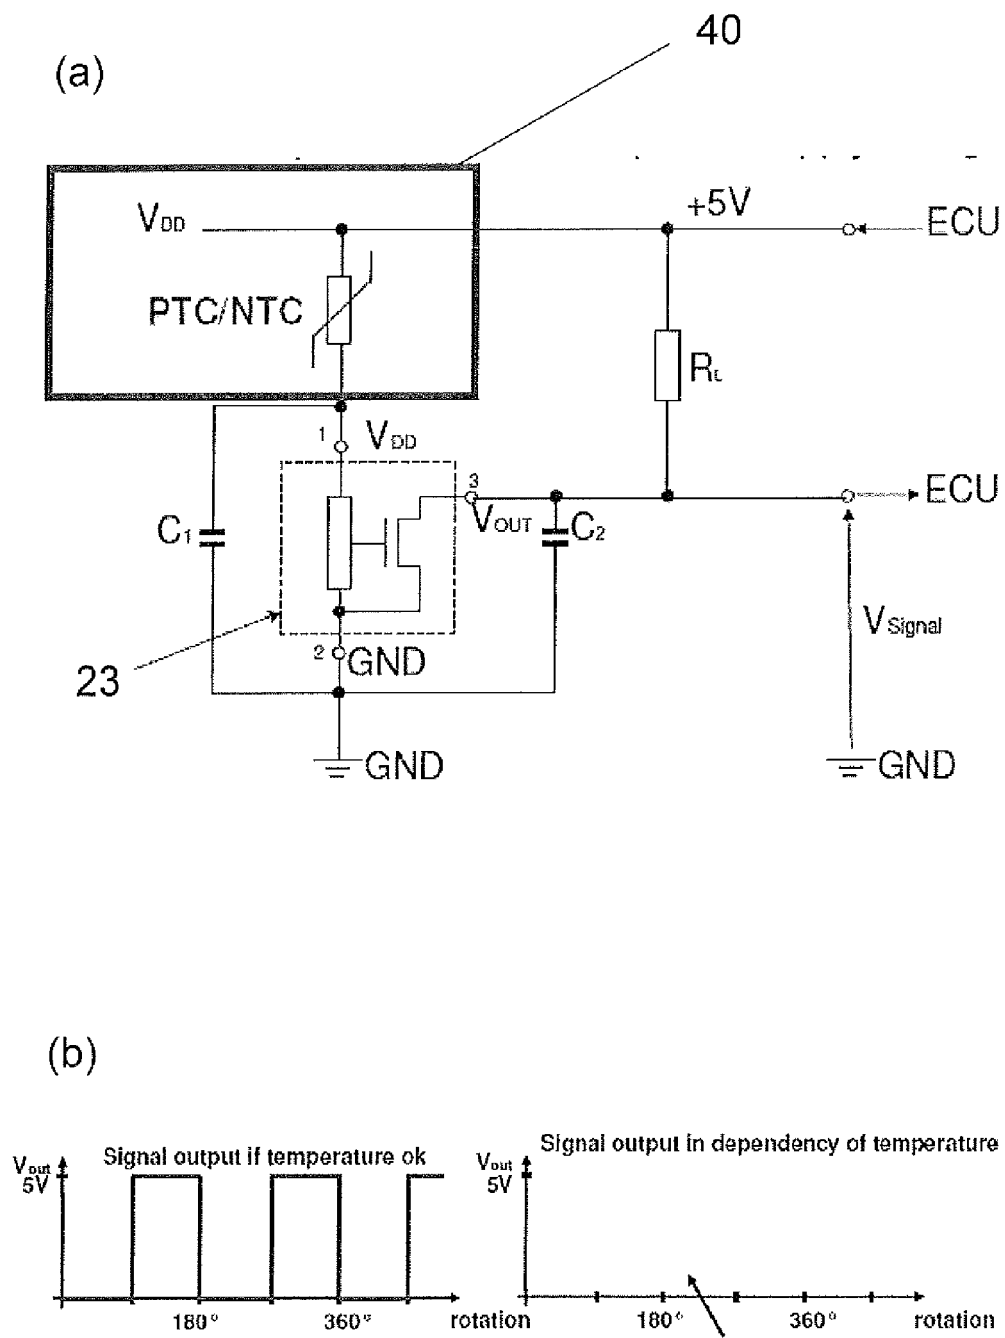 40
(a)
VDD
+5V
ECU
PTC/NTC
RL
1
VDD
3
VOUT
C1
C2
ECU
VSignal
2
GND
23
GND
GND
(b)
Signal output if temperature ok
Vout
5V
180°
360°
rotation
Signal output in dependency of temperature
Vout
5V
180°
360°
rotation